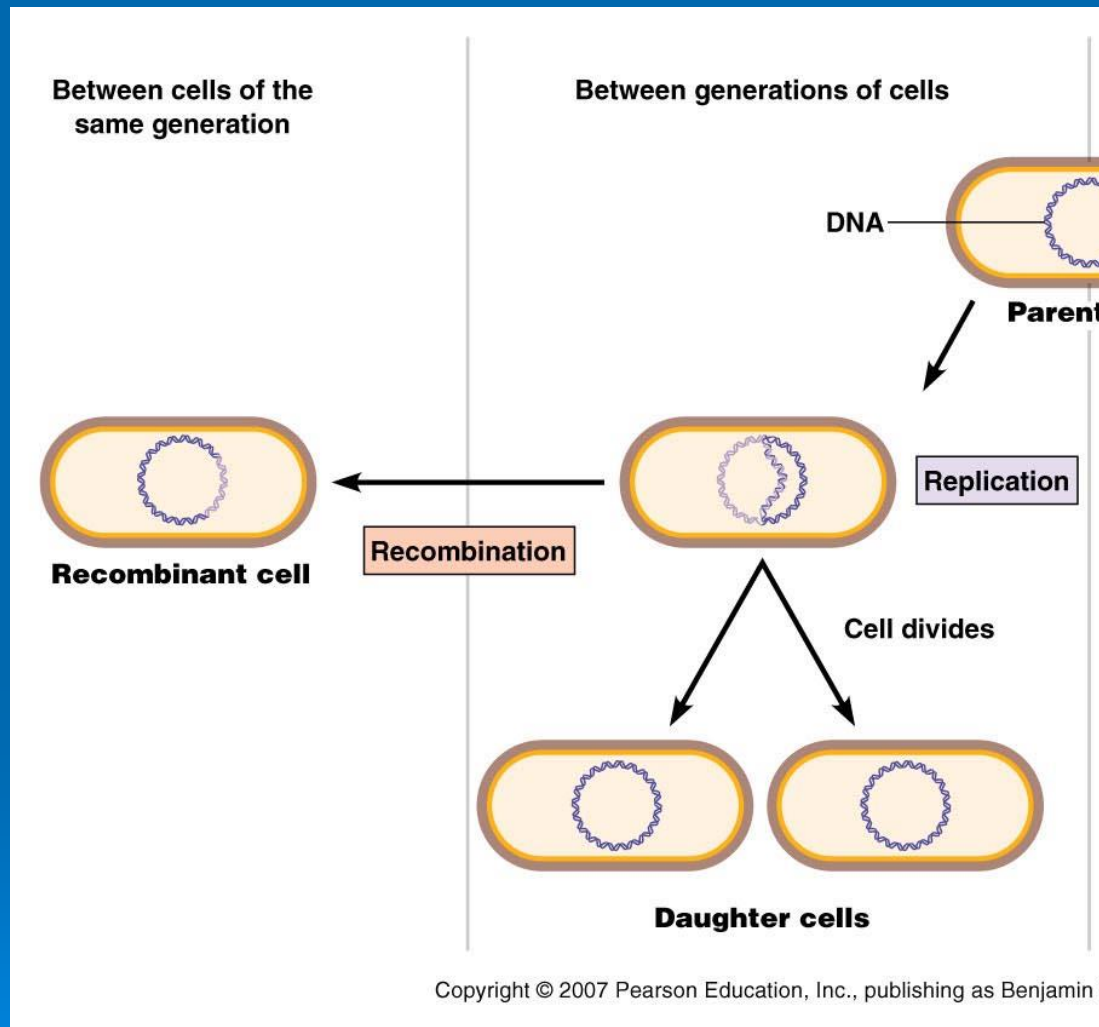 Between cells of the
same generation
Between generations of cells
DNA
Parent
Replication
Recombination
Recombinant cell
Cell divides
Daughter cells
Copyright © 2007 Pearson Education, Inc., publishing as Benjamin